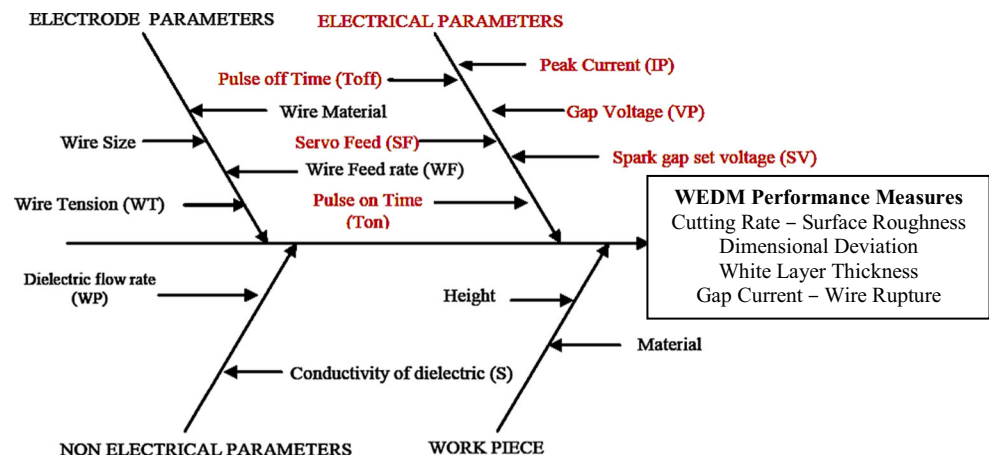 ELECTRODE PARAMETERS
ELECTRICAL PARAMETERS
Peak Current (IP)
Pulse off Time (Toff)
Wire Material
Gap Voltage (VP)
Wire Size
Servo Feed (SF)
Spark gap set voltage (SV)
Wire Feed rate (WF)
Wire Tension (WT)
Pulse on Time
(Ton)
WEDM Performance Measures
Cutting Rate – Surface Roughness
Dimensional Deviation
White Layer Thickness
Gap Current – Wire Rupture
Dielectric flow rate
(WP)
Height
Material
Conductivity of dielectric (S)
NON ELECTRICAL PARAMETERS
WORK PIECE